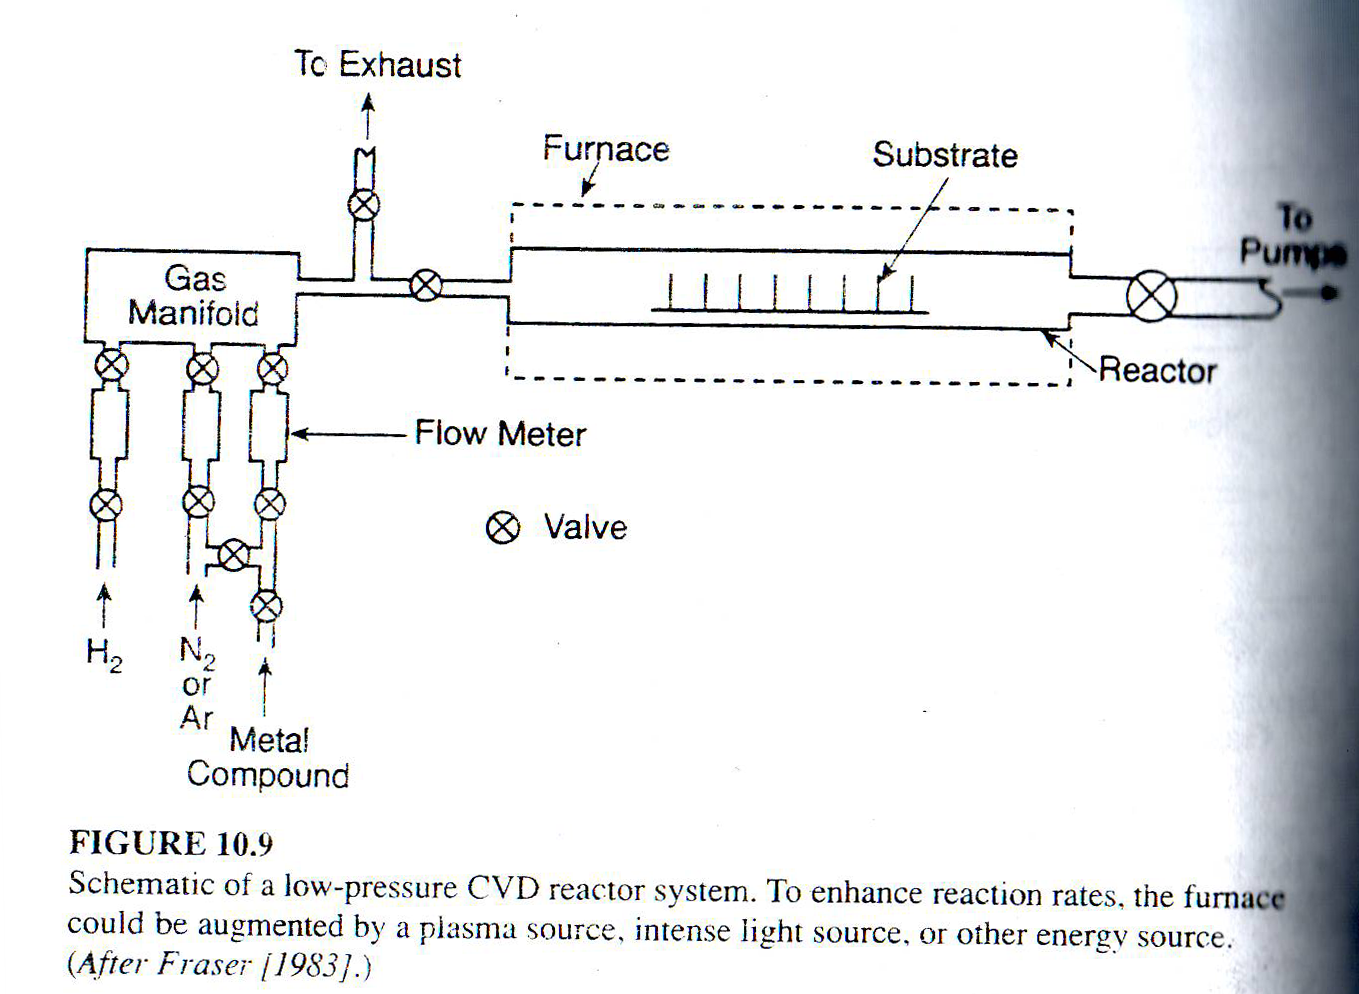 To Exhaust
Furnace
Substrate
To
Pumps
Gas
Manifold
Reactor
Flow Meter
Valve
H₂
N₂
or
Ar
Metal
Compound
FIGURE 10.9
Schematic of a low-pressure CVD reactor system. To enhance reaction rates, the furnace
could be augmented by a plasma source, intense light source, or other energy source.
(After Fraser [1983].)